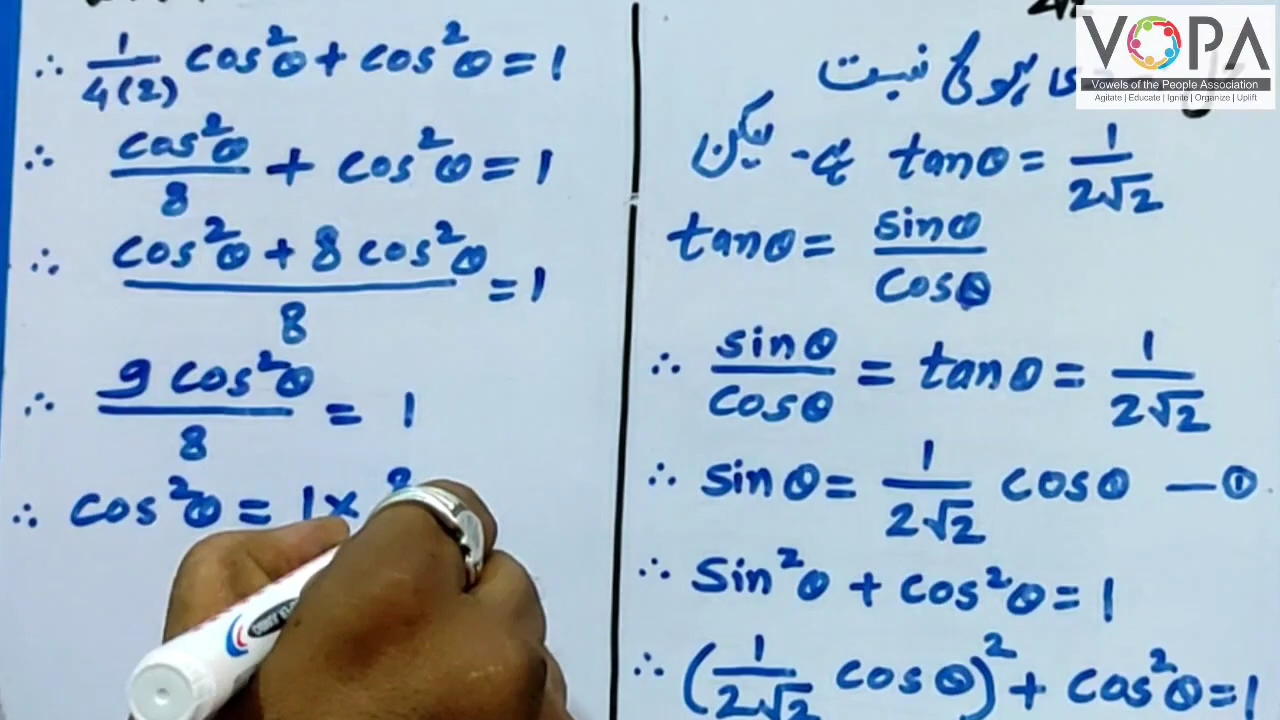 VOPA
Vowels of the People Association
Agitate | Educate | Ignite | Organize | Uplift
ہوئی نسبت
tanθ = 1/2√2 ہے۔ لیکن
tanθ = sinθ/cosθ
∴ sinθ/cosθ = tanθ = 1/2√2
∴ sinθ = 1/2√2 cosθ —①
∴ sin²θ + cos²θ = 1
∴ (1/2√2 cosθ)² + cos²θ = 1
∴ 1/4(2) cos²θ + cos²θ = 1
∴ cos²θ/8 + cos²θ = 1
∴ cos²θ + 8 cos²θ/8 = 1
∴ 9 cos²θ/8 = 1
∴ cos²θ = 1 × 8